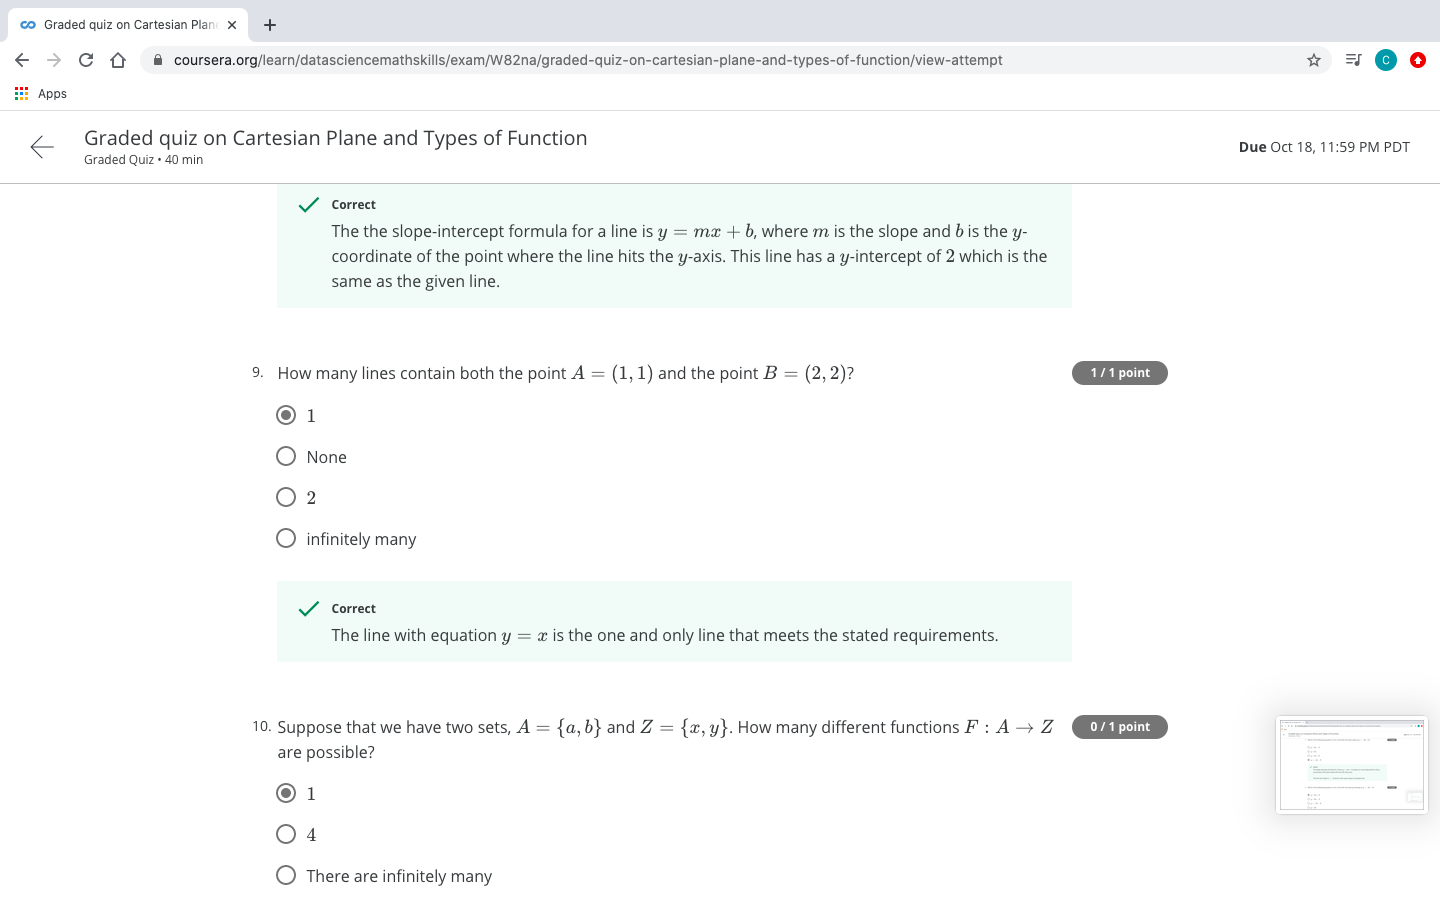 Graded quiz on Cartesian Plan
coursera.org/learn/datasciencemathskills/exam/W82na/graded-quiz-on-cartesian-plane-and-types-of-function/view-attempt
C
Apps
Graded quiz on Cartesian Plane and Types of Function
Graded Quiz • 40 min
Due Oct 18, 11:59 PM PDT
Correct
The the slope-intercept formula for a line is y = mx + b, where m is the slope and b is the y-
coordinate of the point where the line hits the y-axis. This line has a y-intercept of 2 which is the
same as the given line.
9. How many lines contain both the point A = (1, 1) and the point B = (2, 2)?
1 / 1 point
1
None
2
infinitely many
Correct
The line with equation y = x is the one and only line that meets the stated requirements.
10. Suppose that we have two sets, A = {a, b} and Z = {x, y}. How many different functions F : A → Z
are possible?
0 / 1 point
1
4
There are infinitely many